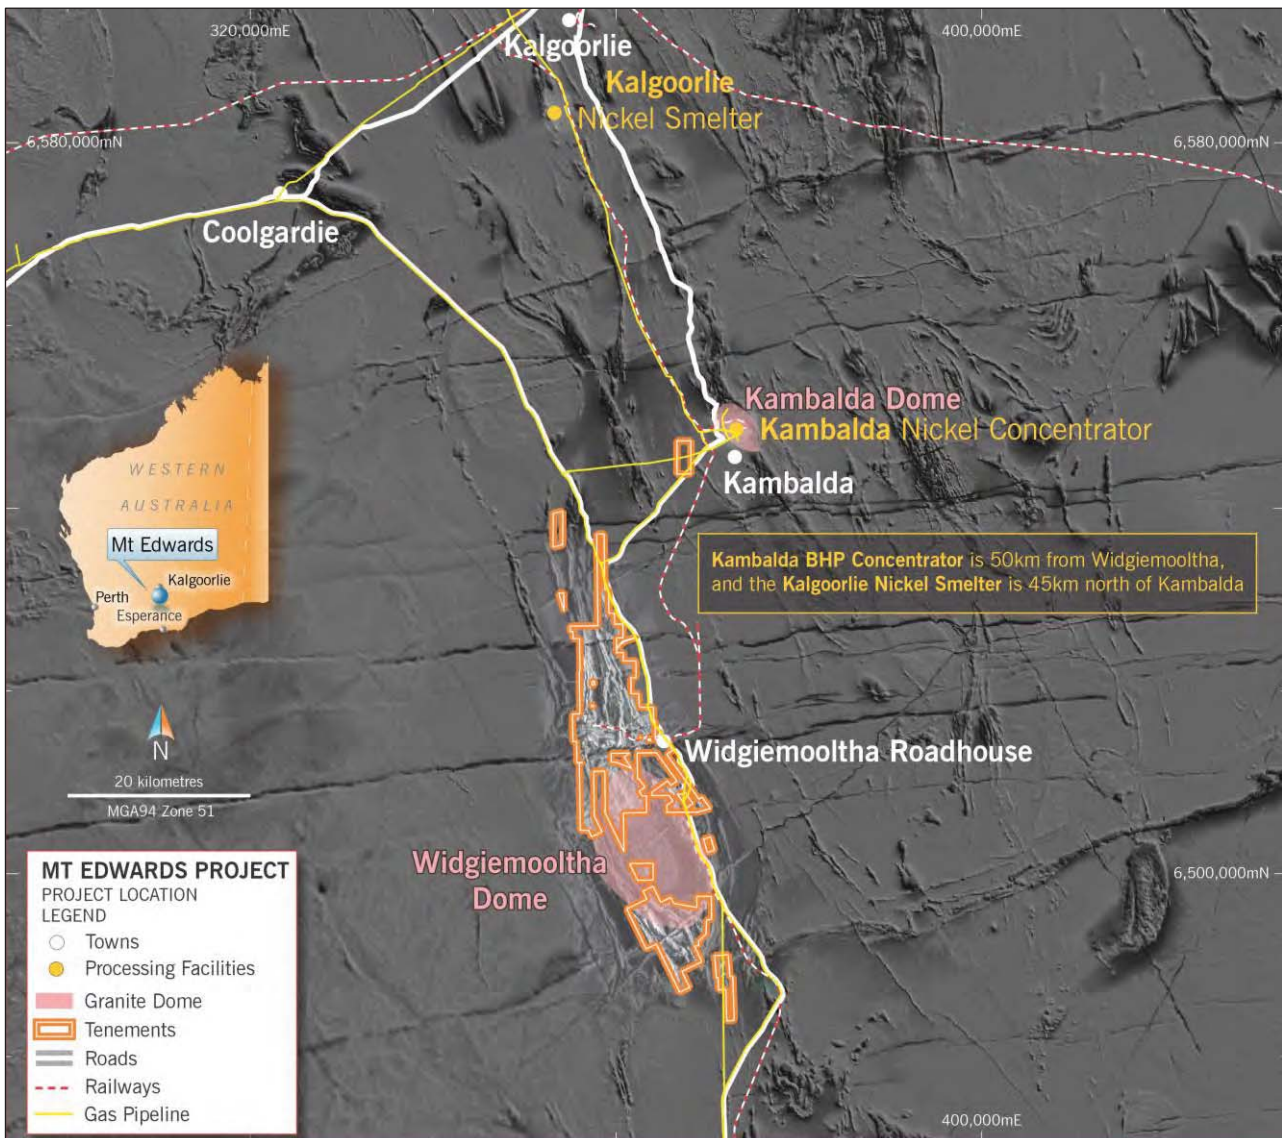 320,000mE
400,000mE
Kalgoorlie
Kalgoorlie
Nickel Smelter
6,580,000mN
6,580,000mN
Coolgardie
Kambalda Dome
Kambalda Nickel Concentrator
Kambalda
WESTERN
AUSTRALIA
Mt Edwards
Kalgoorlie
Perth
Esperance
Kambalda BHP Concentrator is 50km from Widgiemooltha,
and the Kalgoorlie Nickel Smelter is 45km north of Kambalda
N
20 kilometres
MGA94 Zone 51
Widgiemooltha Roadhouse
Widgiemooltha
Dome
6,500,000mN
MT EDWARDS PROJECT
PROJECT LOCATION
LEGEND
Towns
Processing Facilities
Granite Dome
Tenements
Roads
Railways
Gas Pipeline
400,000mE